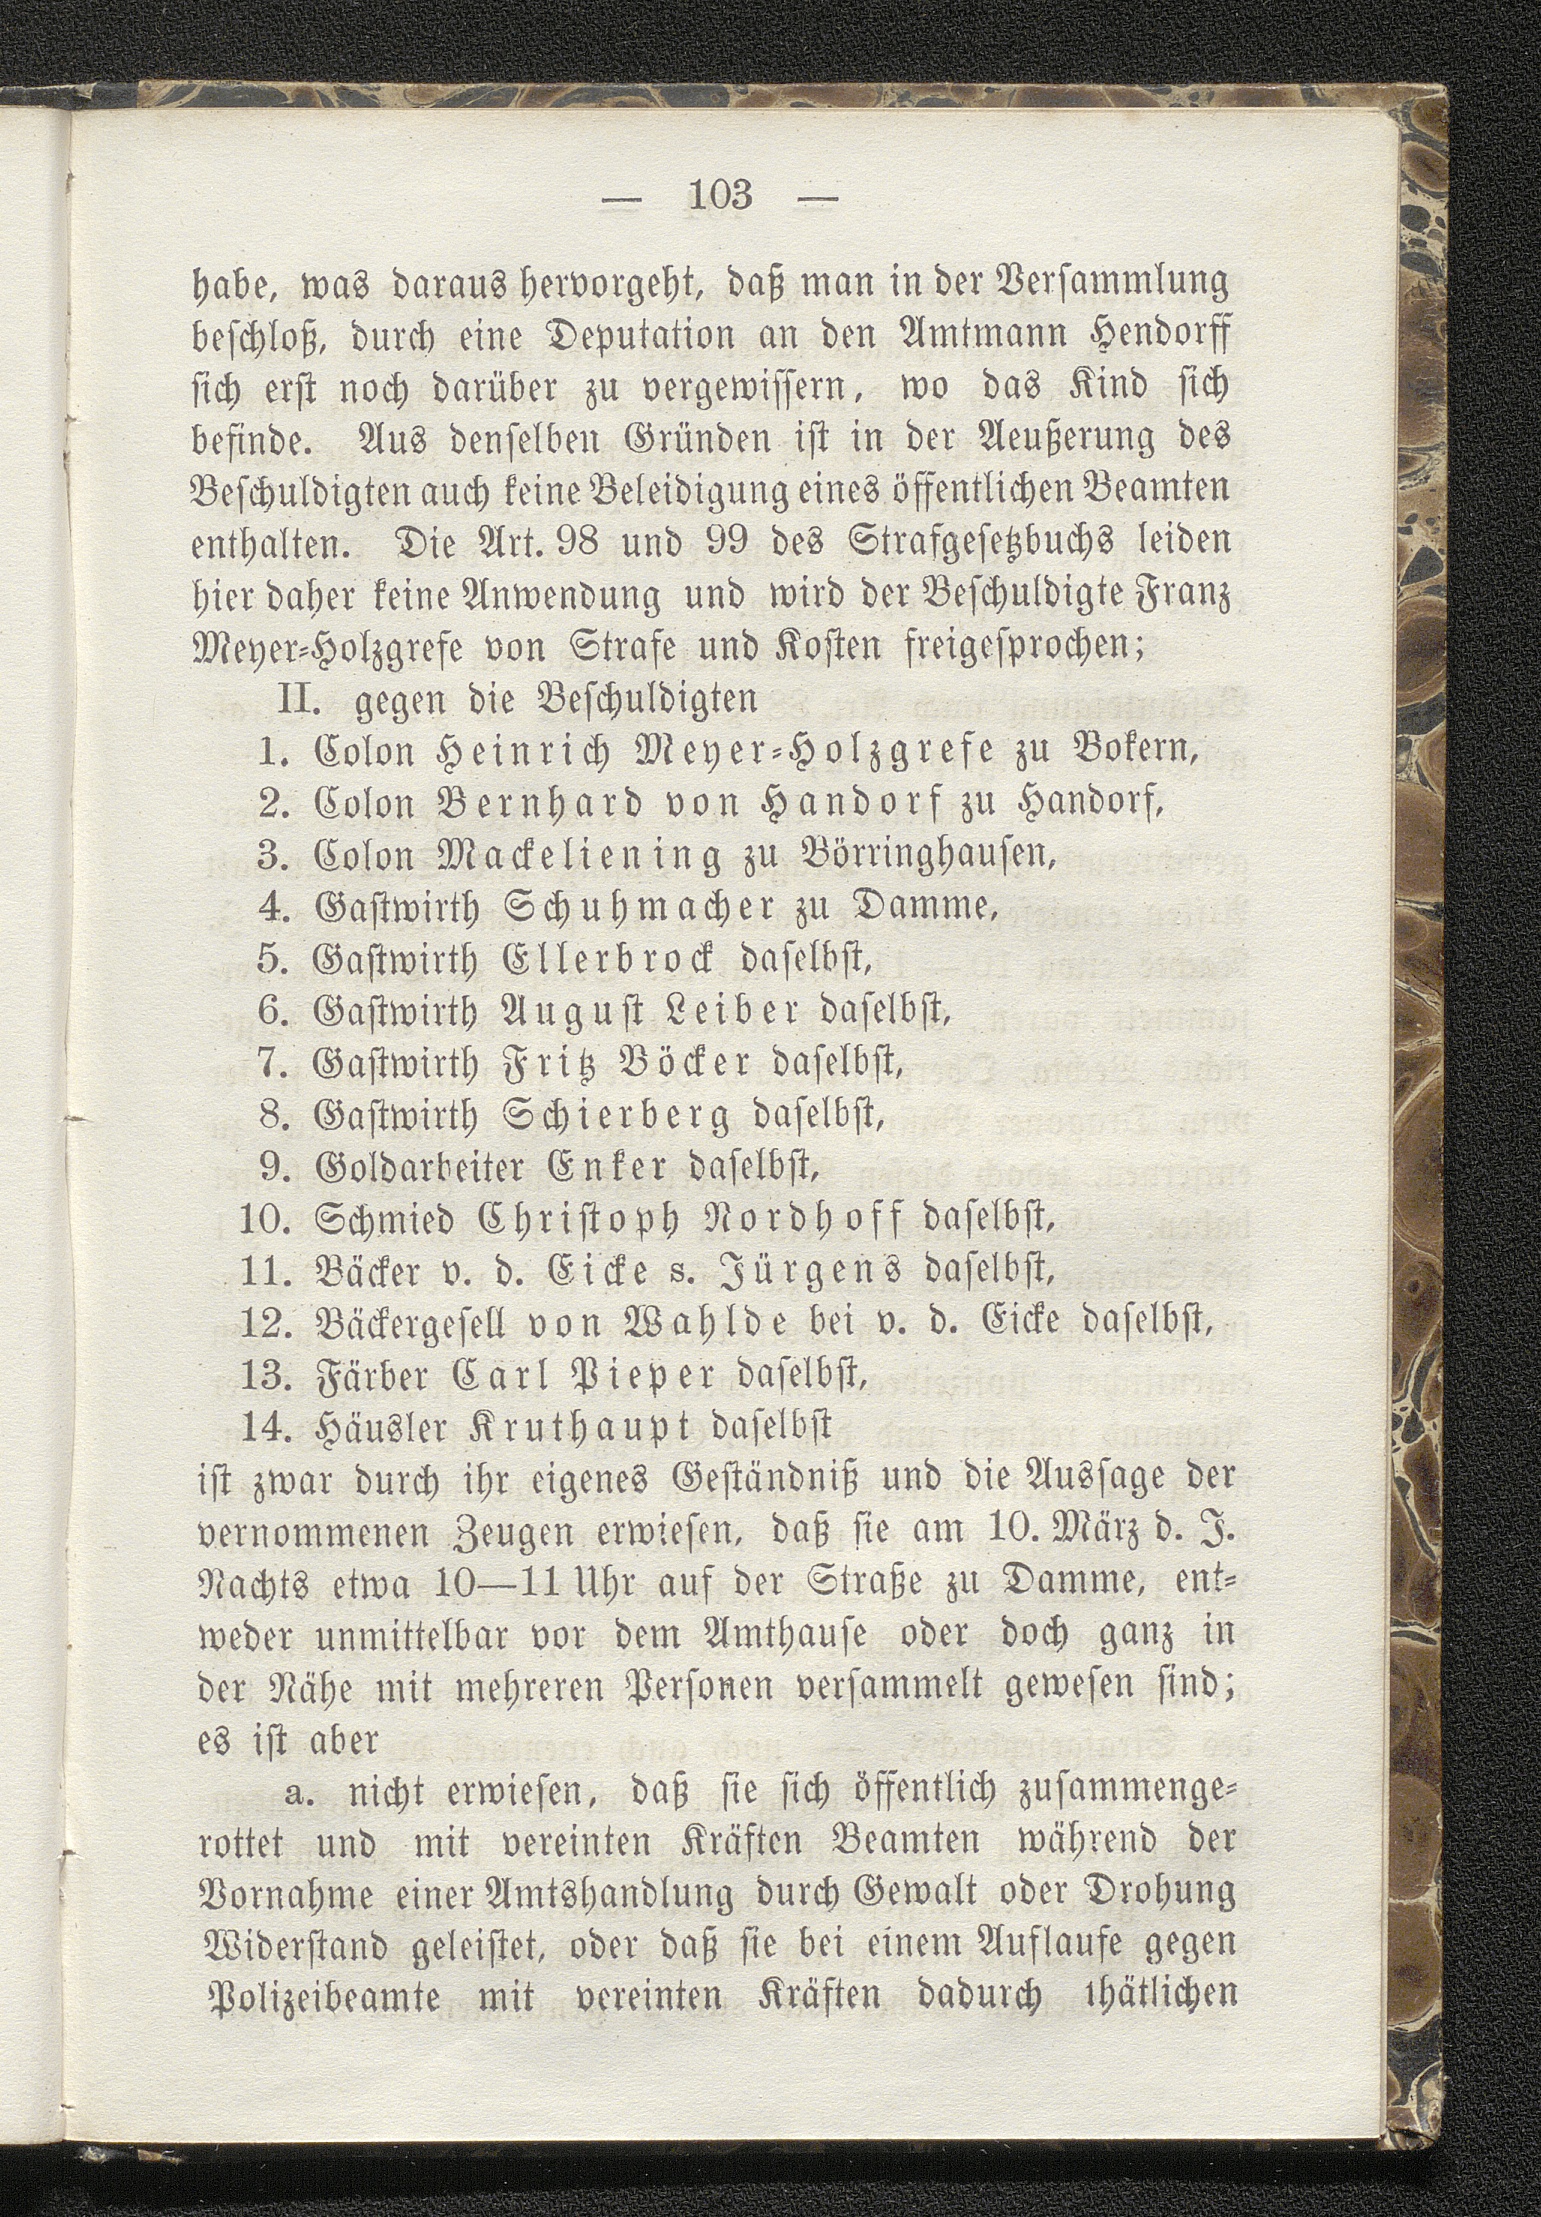 — 103 —
habe, was daraus hervorgeht, daß man in der Versammlung
beschloß, durch eine Deputation an den Amtmann Hendorff
sich erst noch darüber zu vergewissern, wo das Kind sich
befinde. Aus denselben Gründen ist in der Aeußerung des
Beschuldigten auch keine Beleidigung eines öffentlichen Beamten
enthalten. Die Art. 98 und 99 des Strafgesetzbuchs leiden
hier daher keine Anwendung und wird der Beschuldigte Franz
Meyer-Holzgrefe von Strafe und Kosten freigesprochen;
II. gegen die Beschuldigten
1. Colon Heinrich Meyer-Holzgrefe zu Bokern,
2. Colon Bernhard von Handorf zu Handorf,
3. Colon Mackeliening zu Börringhausen,
4. Gastwirth Schuhmacher zu Damme,
5. Gastwirth Ellerbrock daselbst,
6. Gastwirth August Leiber daselbst,
7. Gastwirth Fritz Böcker daselbst,
8. Gastwirth Schierberg daselbst,
9. Goldarbeiter Enker daselbst,
10. Schmied Christoph Nordhoff daselbst,
11. Bäcker v. d. Eicke s. Jürgens daselbst,
12. Bäckergesell von Wahlde bei v. d. Eicke daselbst,
13. Färber Carl Pieper daselbst,
14. Häusler Kruthaupt daselbst
ist zwar durch ihr eigenes Geständniß und die Aussage der
vernommenen Zeugen erwiesen, daß sie am 10. März d. J.
Nachts etwa 10—11 Uhr auf der Straße zu Damme, ent-
weder unmittelbar vor dem Amthause oder doch ganz in
der Nähe mit mehreren Personen versammelt gewesen sind;
es ist aber
a. nicht erwiesen, daß sie sich öffentlich zusammenge-
rottet und mit vereinten Kräften Beamten während der
Vornahme einer Amtshandlung durch Gewalt oder Drohung
Widerstand geleistet, oder daß sie bei einem Auflaufe gegen
Polizeibeamte mit vereinten Kräften dadurch thätlichen